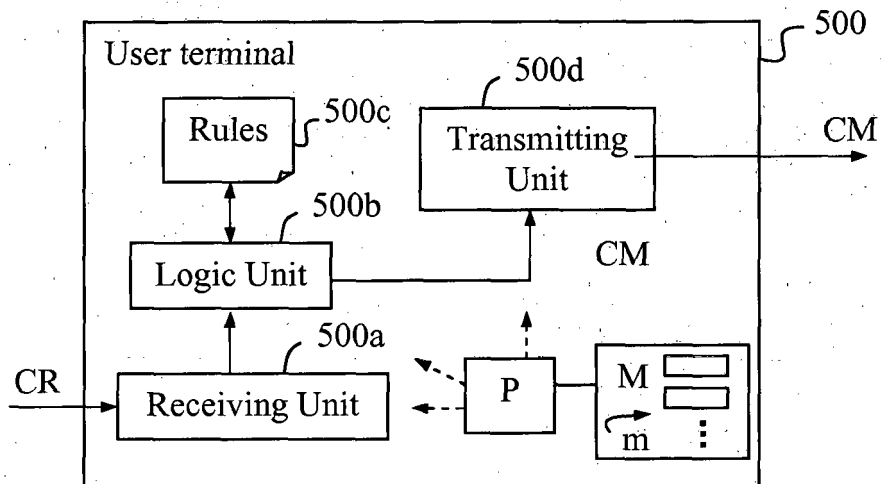 500
User terminal
500d
500c
Rules
CM
Transmitting
Unit
500b
Logic Unit
CM
500a
CR
Receiving Unit
P
M
m